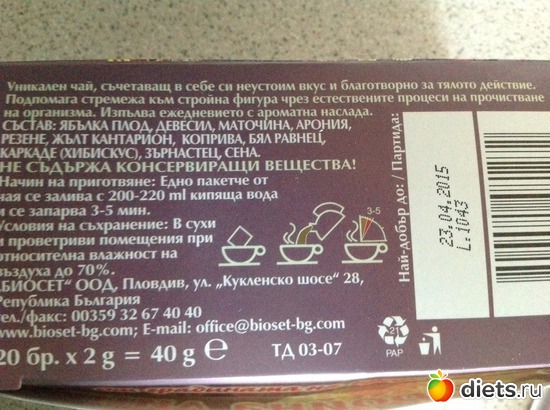 Уникален чай, съчетаващ в себе си неустоим вкус и благотворно за тялото действие.
Подпомага стремежа към стройна фигура чрез естествените процеси на прочистване
на организма. Изпълва ежедневието с ароматна наслада.
СЪСТАВ: ЯБЪЛКА ПЛОД, ДЕВЕСИЛ, МАТОЧИНА, АРОНИЯ,
РЕЗЕНЕ, ЖЪЛТ КАНТАРИОН, КОПРИВА, БЯЛ РАВНЕЦ,
КАРКАДЕ (ХИБИСКУС), ЗЪРНАСТЕЦ, СЕНА.
НЕ СЪДЪРЖА КОНСЕРВИРАЩИ ВЕЩЕСТВА!
Начин на приготвяне: Едно пакетче от
чая се залива с 200-220 ml кипяща вода
и се запарва 3-5 мин.
Условия на съхранение: В сухи
и проветриви помещения при
относителна влажност на
въздуха до 70%.
"БИОСЕТ" ООД, Пловдив, ул. „Кукленско шосе" 28,
Република България
тел./факс: 00359 32 67 40 40
www.bioset-bg.com; E-mail: office@bioset-bg.com
20 бр. x 2 g = 40 g e
ТД 03-07
3-5
Най-добър до: / Партида:
23.04.2015
L:1043
21
PAP
diets.ru